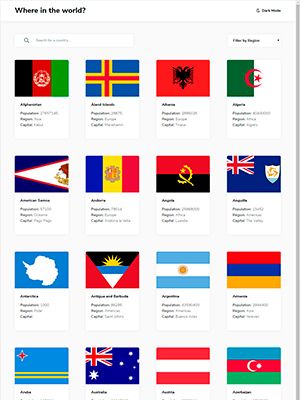 Where in the world?
Dark Mode
Search for a country...
Filter by Region
Afghanistan
Population: 27657145
Region: Asia
Capital: Kabul
Åland Islands
Population: 28875
Region: Europe
Capital: Mariehamn
Albania
Population: 2886026
Region: Europe
Capital: Tirana
Algeria
Population: 40400000
Region: Africa
Capital: Algiers
American Samoa
Population: 57100
Region: Oceania
Capital: Pago Pago
Andorra
Population: 78014
Region: Europe
Capital: Andorra la Vella
Angola
Population: 25868000
Region: Africa
Capital: Luanda
Anguilla
Population: 13452
Region: Americas
Capital: The Valley
Antarctica
Population: 1000
Region: Polar
Capital:
Antigua and Barbuda
Population: 86295
Region: Americas
Capital: Saint John's
Argentina
Population: 43590400
Region: Americas
Capital: Buenos Aires
Armenia
Population: 2994400
Region: Asia
Capital: Yerevan
Aruba
Australia
Austria
Azerbaijan